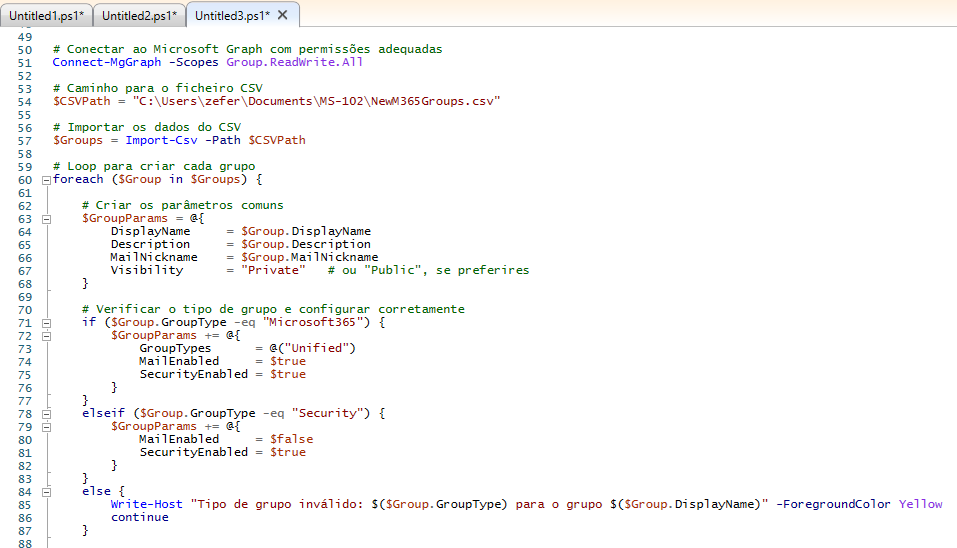 Untitled1.ps1* Untitled2.ps1* Untitled3.ps1* X
49
50 # Conectar ao Microsoft Graph com permissões adequadas
51 Connect-MgGraph -Scopes Group.ReadWrite.All
52
53 # Caminho para o ficheiro CSV
54 $CSVPath = "C:\Users\zefer\Documents\MS-102\NewM365Groups.csv"
55
56 # Importar os dados do CSV
57 $Groups = Import-Csv -Path $CSVPath
58
59 # Loop para criar cada grupo
60 foreach ($Group in $Groups) {
61
62     # Criar os parâmetros comuns
63     $GroupParams = @{
64         DisplayName     = $Group.DisplayName
65         Description     = $Group.Description
66         MailNickname    = $Group.MailNickname
67         Visibility      = "Private"   # ou "Public", se preferires
68     }
69
70     # Verificar o tipo de grupo e configurar corretamente
71     if ($Group.GroupType -eq "Microsoft365") {
72         $GroupParams += @{
73             GroupTypes      = @("Unified")
74             MailEnabled     = $true
75             SecurityEnabled = $true
76         }
77     }
78     elseif ($Group.GroupType -eq "Security") {
79         $GroupParams += @{
80             MailEnabled     = $false
81             SecurityEnabled = $true
82         }
83     }
84     else {
85         Write-Host "Tipo de grupo inválido: $($Group.GroupType) para o grupo $($Group.DisplayName)" -ForegroundColor Yellow
86         continue
87     }
88